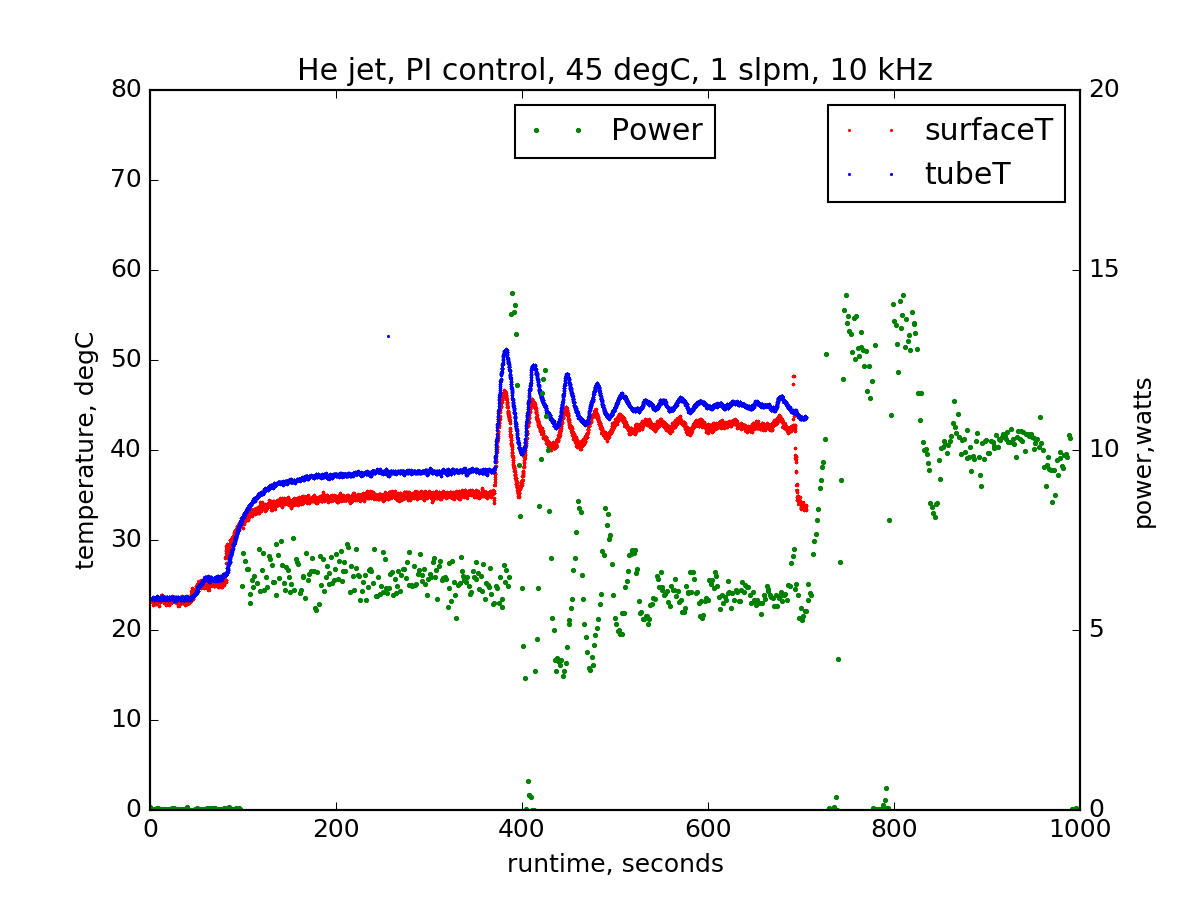 He jet, PI control, 45 degC, 1 slpm, 10 kHz
80
70
60
50
40
30
20
10
0
temperature, degC
Power
surfaceT
tubeT
20
15
10
5
0
power,watts
0 200 400 600 800 1000
runtime, seconds